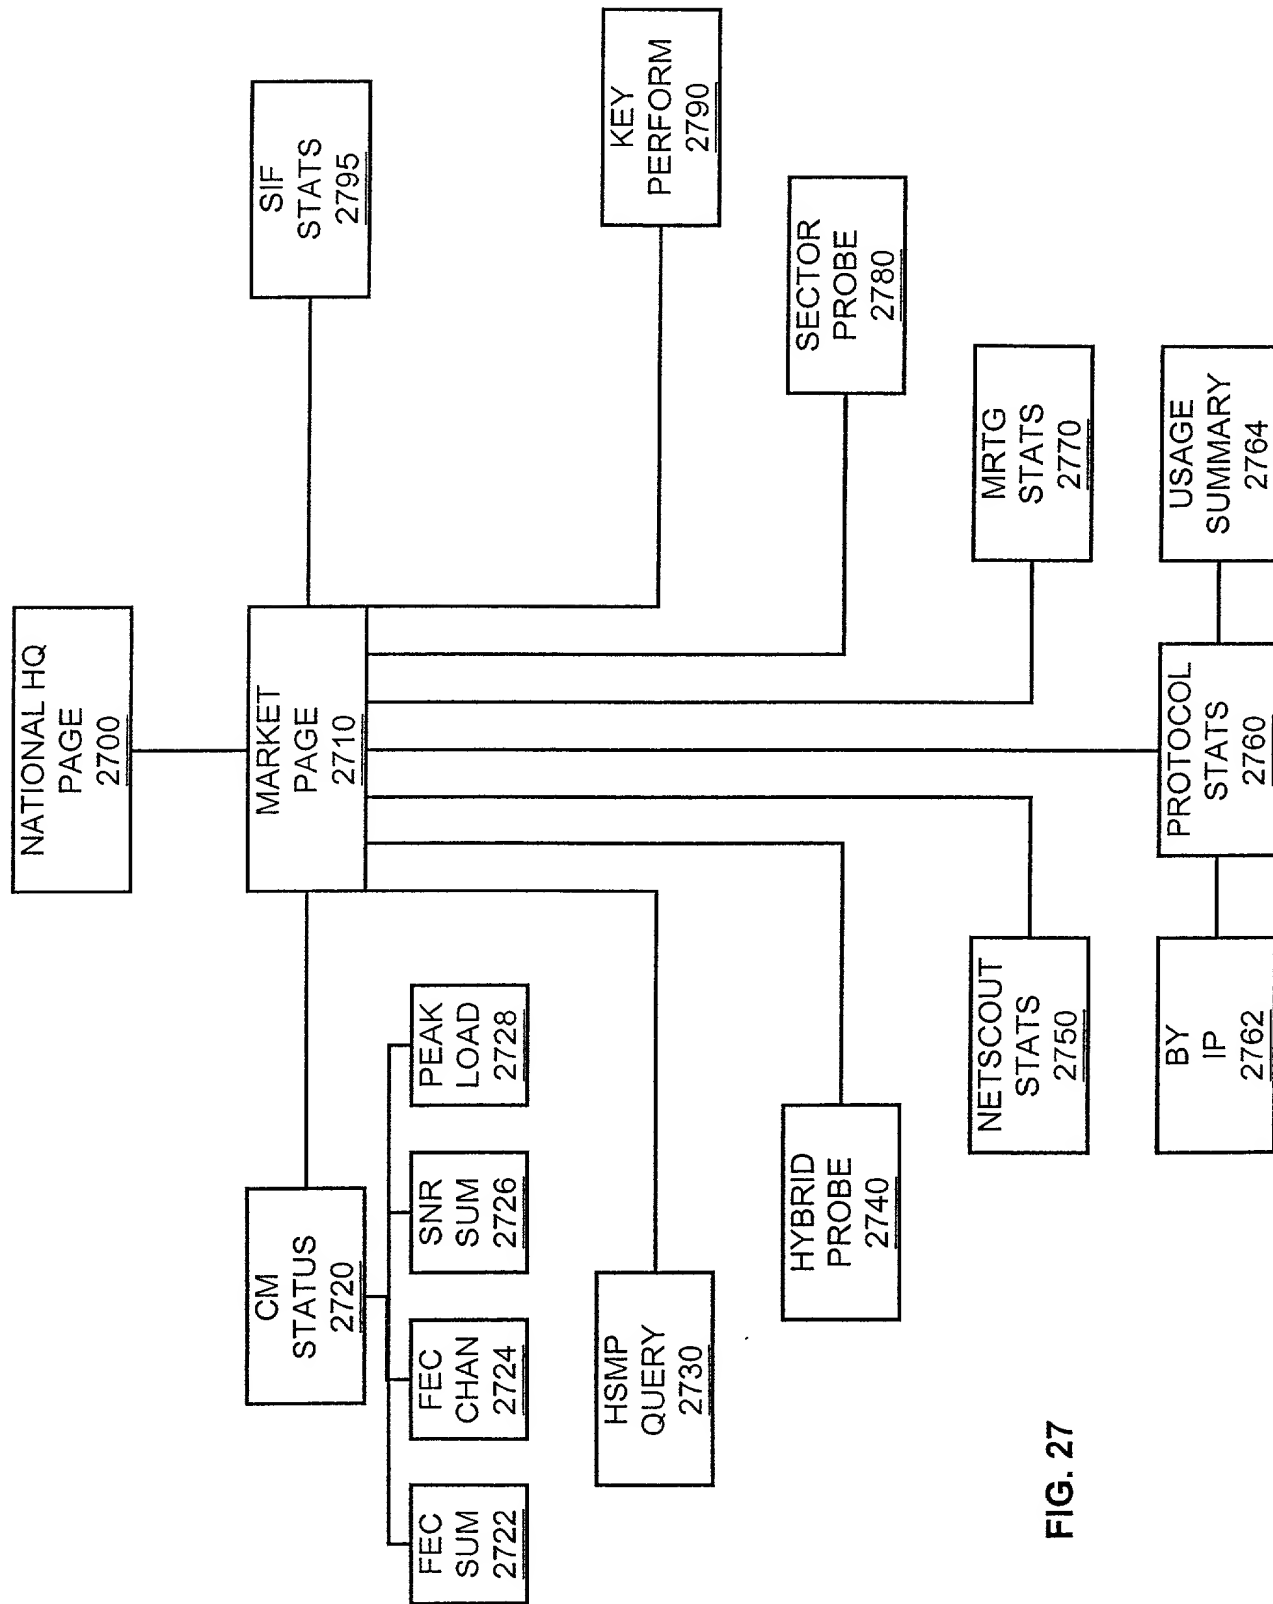 NATIONAL HQ
PAGE
2700
MARKET
PAGE
2710
CM
STATUS
2720
FEC
SUM
2722
FEC
CHAN
2724
SNR
SUM
2726
PEAK
LOAD
2728
HSMP
QUERY
2730
HYBRID
PROBE
2740
NETSCOUT
STATS
2750
BY
IP
2762
PROTOCOL
STATS
2760
USAGE
SUMMARY
2764
MRTG
STATS
2770
SECTOR
PROBE
2780
KEY
PERFORM
2790
SIF
STATS
2795
FIG. 27